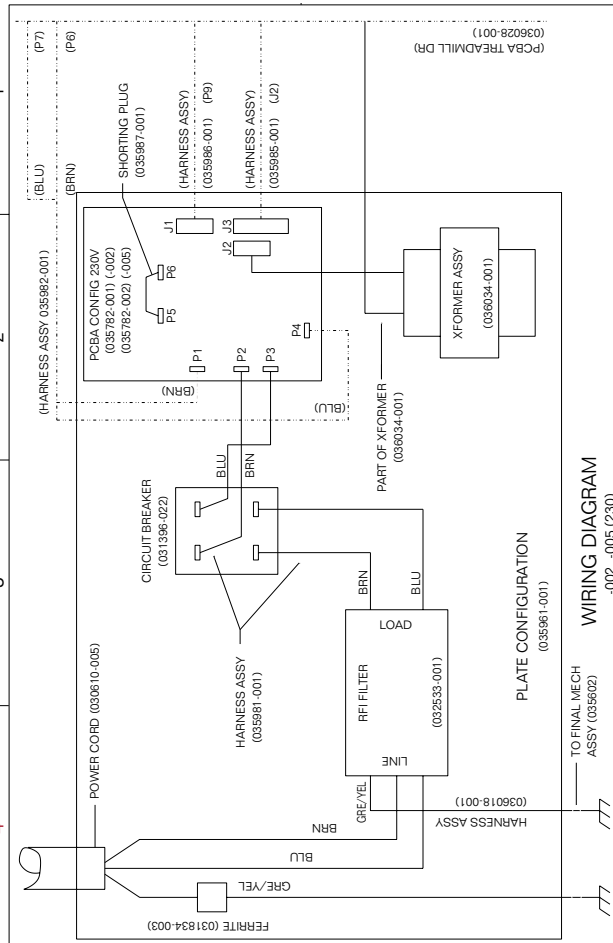 (P7)
(BLU)
(P6)
(BRN)
(HARNESS ASSY 035982-001)
(036028-001)
(PCBA TREADMILL DR)
SHORTING PLUG
(035987-001)
(HARNESS ASSY)
(035986-001) (P9)
(HARNESS ASSY)
(035985-001) (J2)
PCBA CONFIG 230V
(035782-001) (-002)
(035782-002) (-005)
P5
P6
J1
J3
J2
P1
P2
P3
P4
(BRN)
(BLU)
XFORMER ASSY
(036034-001)
PART OF XFORMER
(036034-001)
CIRCUIT BREAKER
(031396-022)
BLU
BRN
HARNESS ASSY
(035981-001)
BRN
BLU
LOAD
RFI FILTER
(032533-001)
LINE
PLATE CONFIGURATION
(035961-001)
POWER CORD (030610-005)
BRN
BLU
GRE/YEL
FERRITE (031834-003)
GRE/YEL
HARNESS ASSY
(036018-001)
TO FINAL MECH
ASSY (035602)
WIRING DIAGRAM
-002, -005 (230)